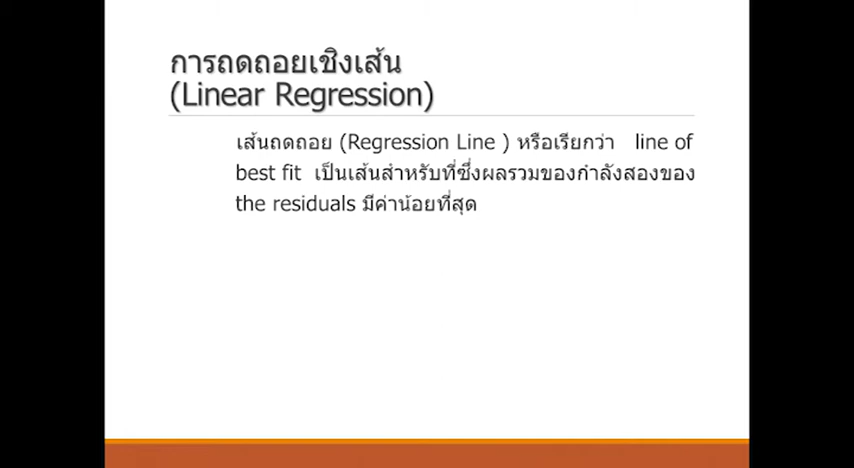 การถดถอยเชิงเส้น
(Linear Regression)
เส้นถดถอย (Regression Line ) หรือเรียกว่า line of
best fit เป็นเส้นสำหรับที่ซึ่งผลรวมของกำลังสองของ
the residuals มีค่าน้อยที่สุด